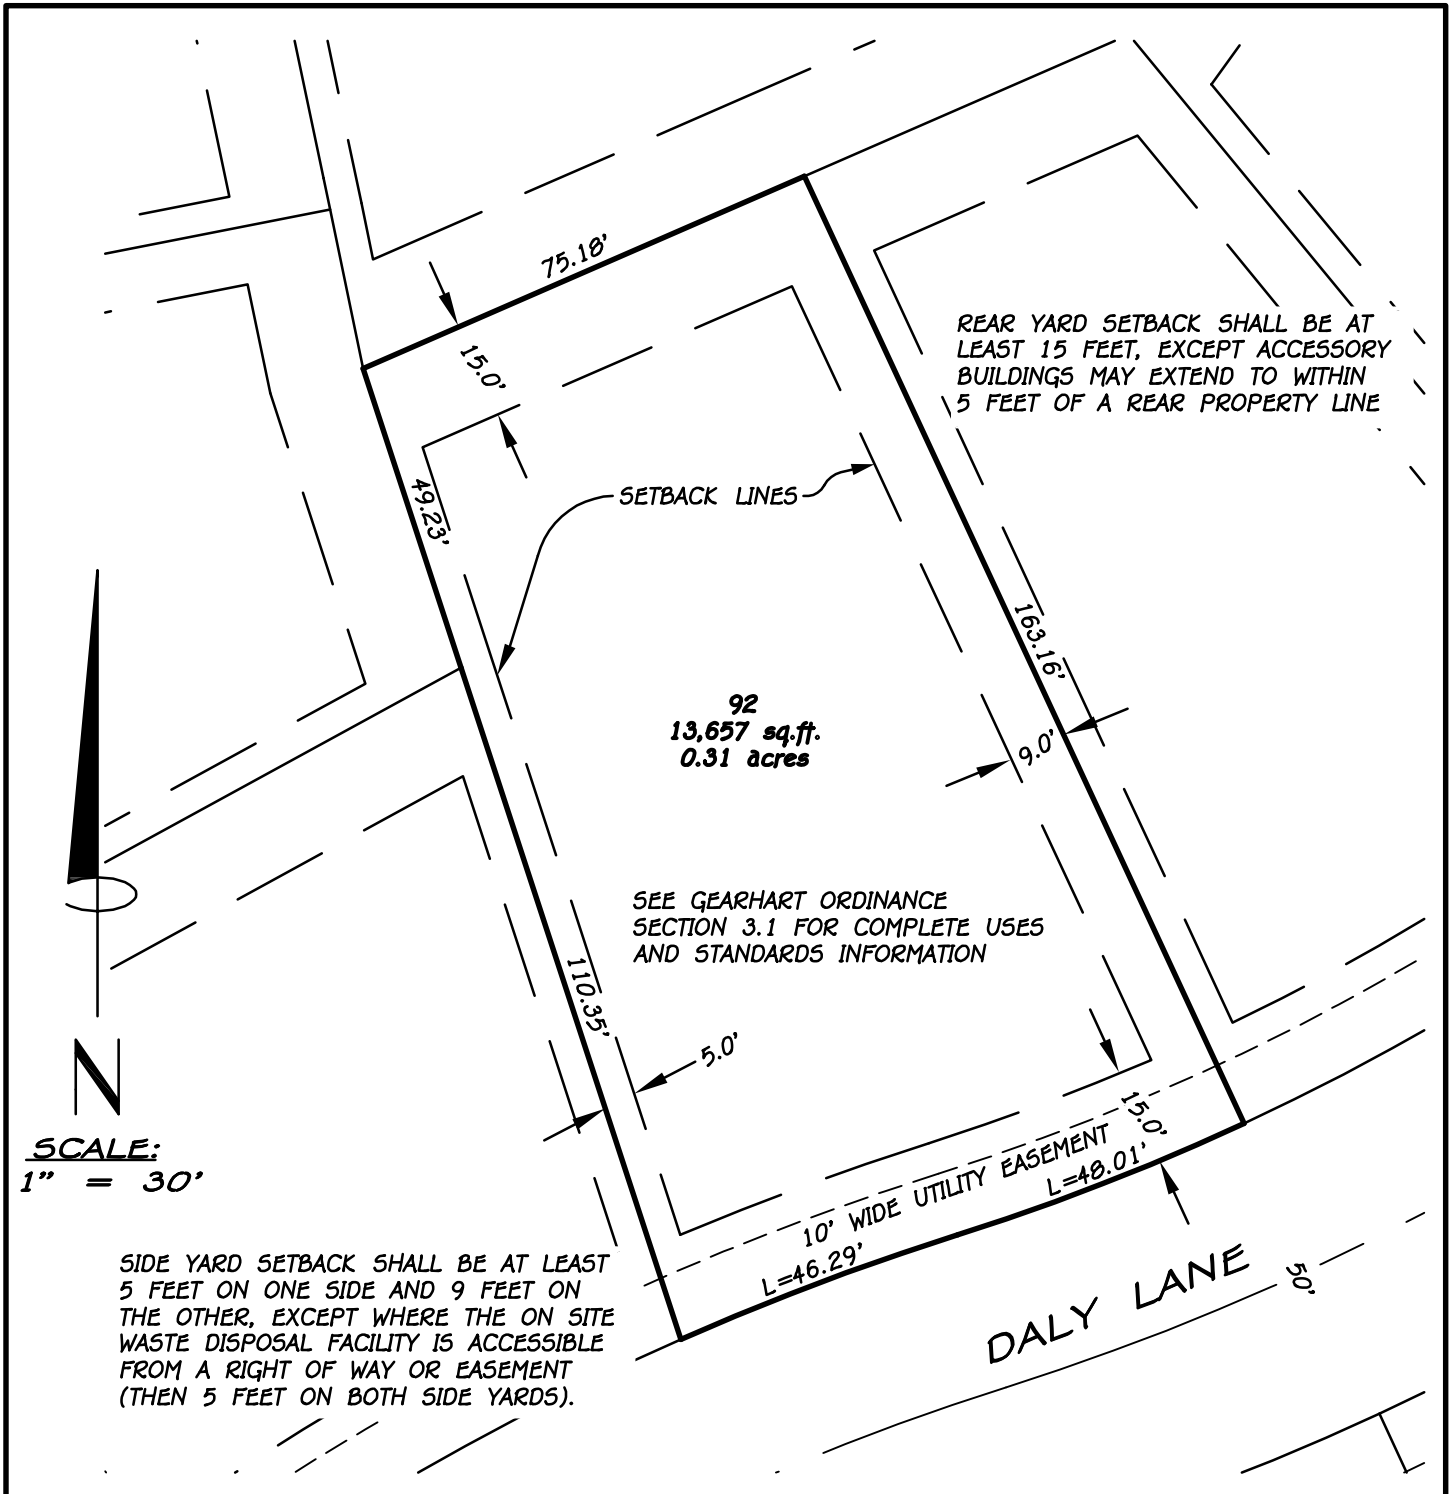 75.18'
15.0'
REAR YARD SETBACK SHALL BE AT
LEAST 15 FEET, EXCEPT ACCESSORY
BUILDINGS MAY EXTEND TO WITHIN
5 FEET OF A REAR PROPERTY LINE
49.23'
SETBACK LINES
163.16'
92
13,657 sq.ft.
0.31 acres
9.0'
SEE GEARHART ORDINANCE
SECTION 3.1 FOR COMPLETE USES
AND STANDARDS INFORMATION
110.35'
5.0'
N
SCALE:
1" = 30'
15.0'
10' WIDE UTILITY EASEMENT
L=48.01'
L=46.29'
DALY LANE
50'
SIDE YARD SETBACK SHALL BE AT LEAST
5 FEET ON ONE SIDE AND 9 FEET ON
THE OTHER, EXCEPT WHERE THE ON SITE
WASTE DISPOSAL FACILITY IS ACCESSIBLE
FROM A RIGHT OF WAY OR EASEMENT
(THEN 5 FEET ON BOTH SIDE YARDS).